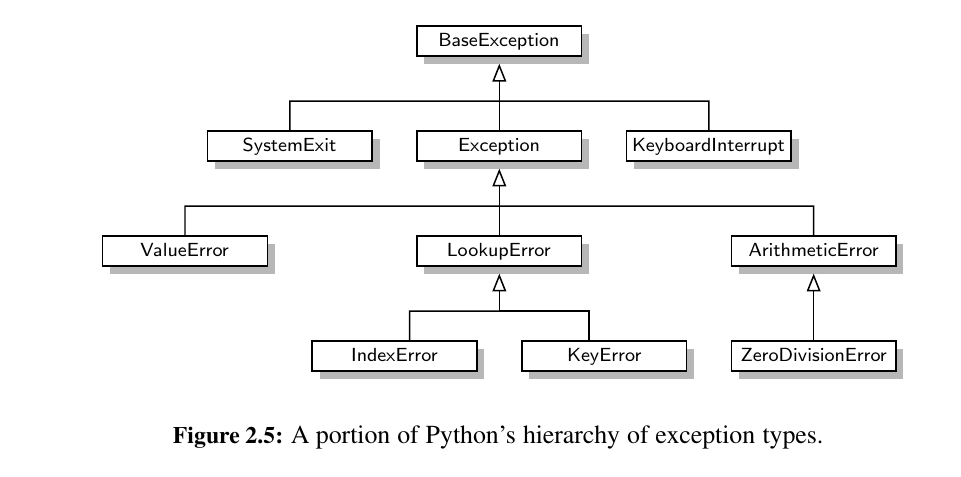 BaseException
SystemExit Exception KeyboardInterrupt
ValueError LookupError ArithmeticError
IndexError KeyError ZeroDivisionError
Figure 2.5: A portion of Python’s hierarchy of exception types.